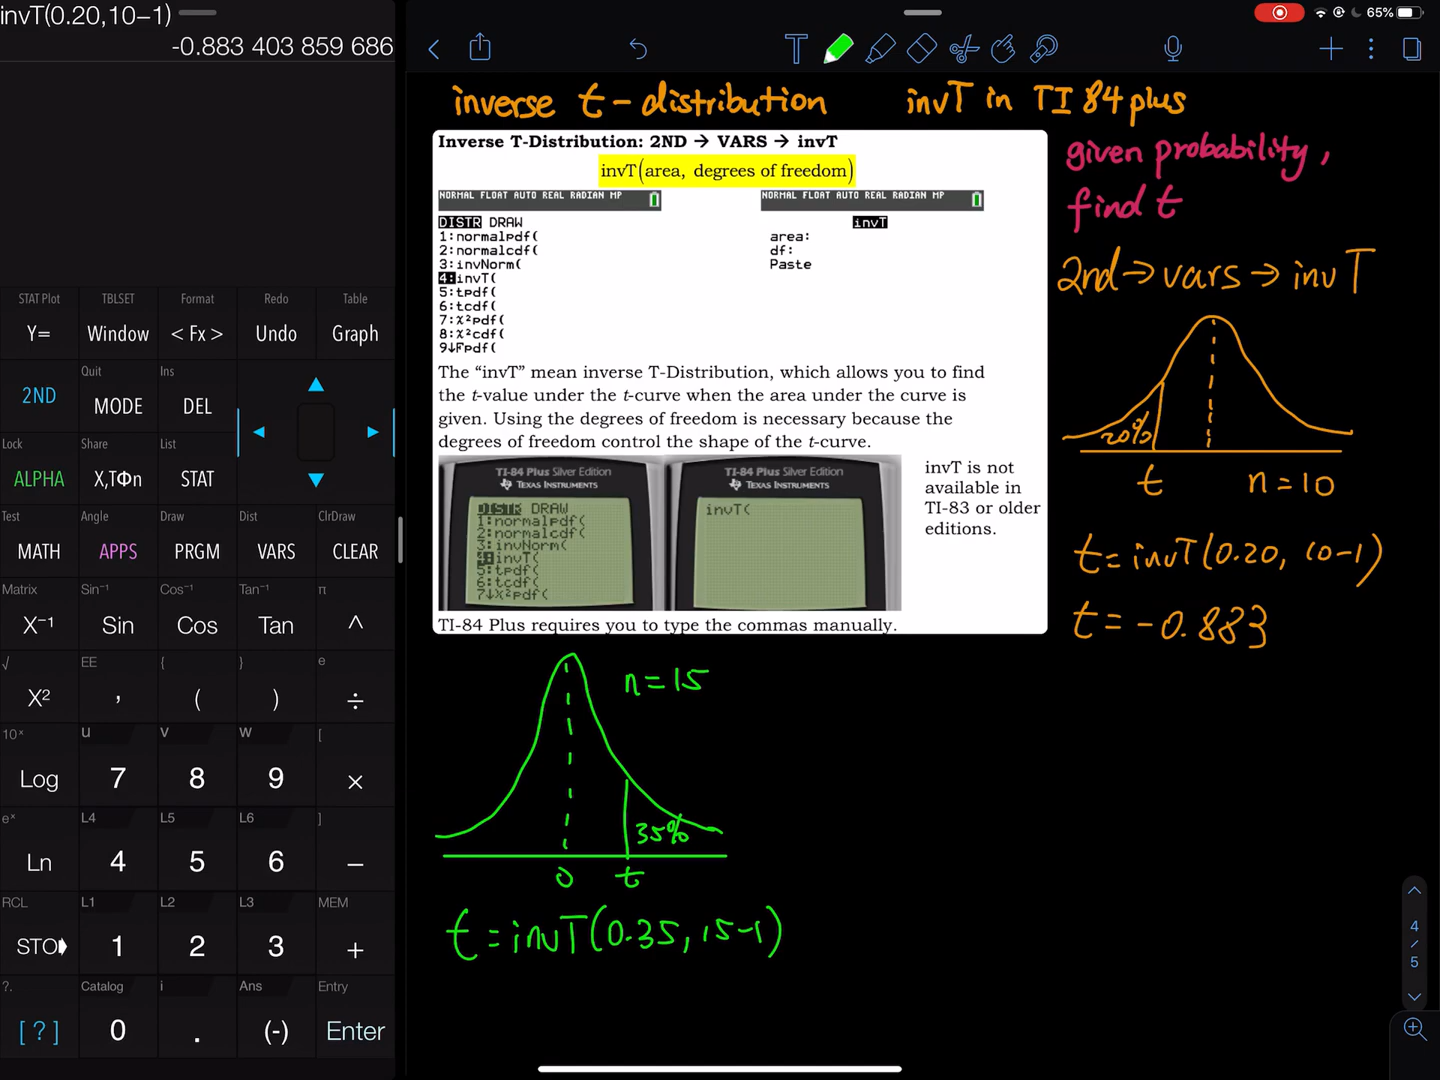 invT(0.20,10-1)
-0.883 403 859 686
STAT Plot TBLSET Format Redo Table
Y= Window < Fx > Undo Graph
Quit Ins
2ND MODE DEL
Lock Share List
ALPHA X,TΦn STAT
Test Angle Draw Dist ClrDraw
MATH APPS PRGM VARS CLEAR
Matrix Sin⁻¹ Cos⁻¹ Tan⁻¹ π
X⁻¹ Sin Cos Tan ^
√ EE { } e
X² , ( ) ÷
10ˣ u v w [
Log 7 8 9 ×
eˣ L4 L5 L6 ]
Ln 4 5 6 −
RCL L1 L2 L3 MEM
STO 1 2 3 +
?. Catalog i Ans Entry
[ ? ] 0 . (-) Enter
65%
inverse t-distribution invT in TI 84 plus
Inverse T-Distribution: 2ND → VARS → invT
invT(area, degrees of freedom)
NORMAL FLOAT AUTO REAL RADIAN MP
DISTR DRAW
1:normalpdf(
2:normalcdf(
3:invNorm(
4:invT(
5:tpdf(
6:tcdf(
7:χ²pdf(
8:χ²cdf(
9↓Fpdf(
NORMAL FLOAT AUTO REAL RADIAN MP
invT
area:
df:
Paste
The “invT” mean inverse T-Distribution, which allows you to find
the t-value under the t-curve when the area under the curve is
given. Using the degrees of freedom is necessary because the
degrees of freedom control the shape of the t-curve.
TI-84 Plus Silver Edition
TEXAS INSTRUMENTS
DISTR DRAW
1:normalpdf(
2:normalcdf(
3:invNorm(
4:invT(
5:tpdf(
6:tcdf(
7↓χ²pdf(
TI-84 Plus Silver Edition
TEXAS INSTRUMENTS
invT(
invT is not
available in
TI-83 or older
editions.
TI-84 Plus requires you to type the commas manually.
given probability,
find t
2nd → vars → invT
20%
t n=10
t=invT(0.20, 10-1)
t=-0.883
n=15
35%
0 t
t=invT(0.35, 15-1)
4
/
5